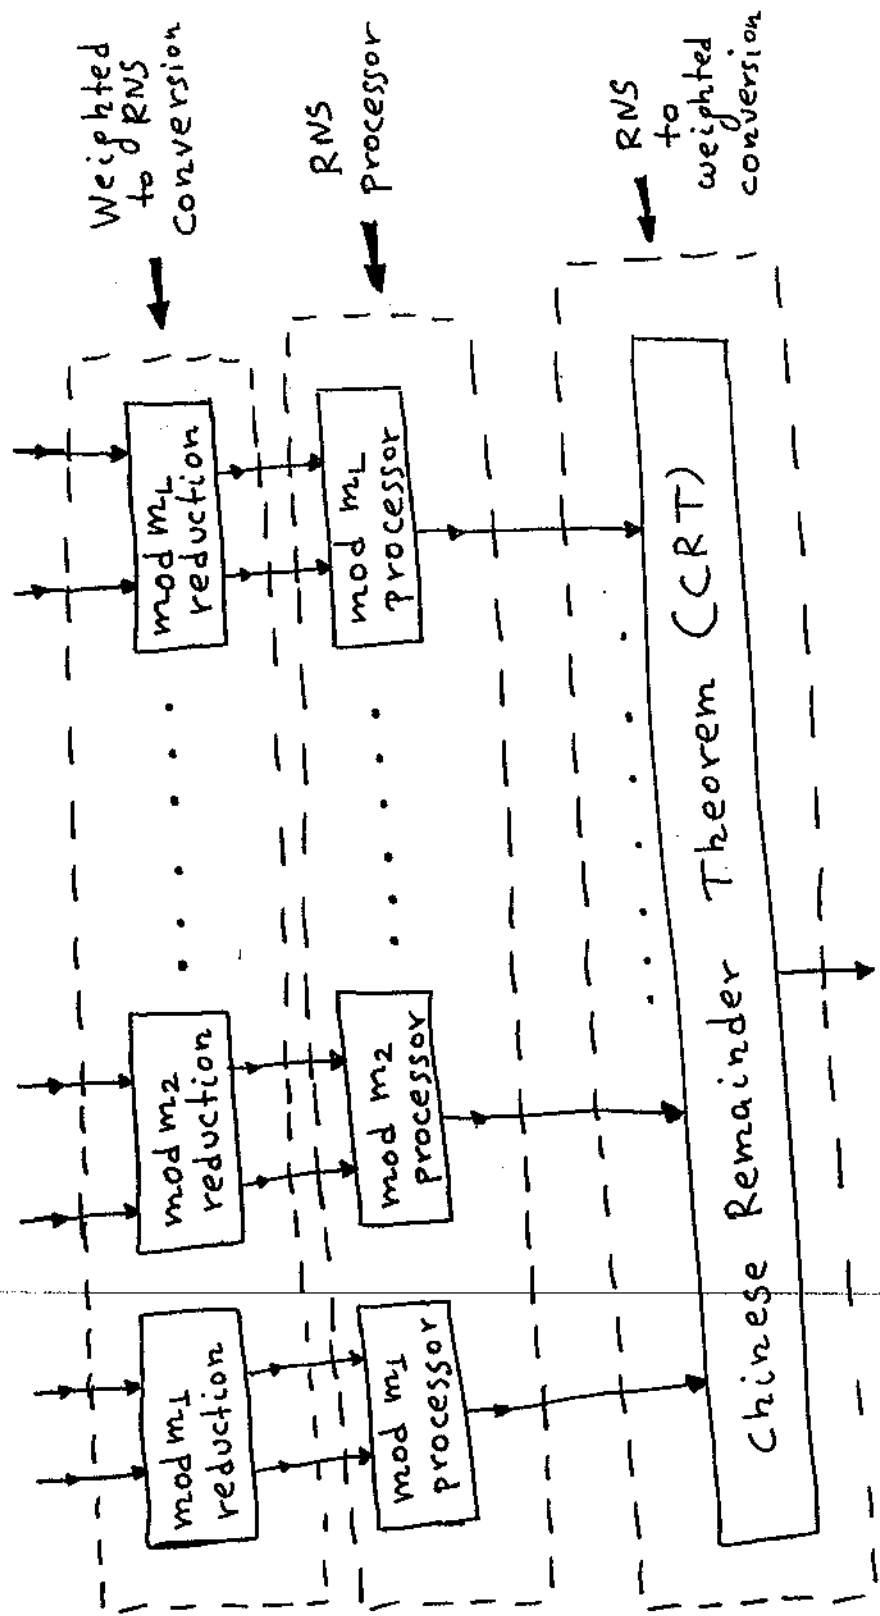 Weighted
to RNS
conversion
RNS
processor
RNS
to
weighted
conversion
mod m1
reduction
mod m2
reduction
mod mL
reduction
mod m1
processor
mod m2
processor
mod mL
processor
Chinese Remainder Theorem (CRT)